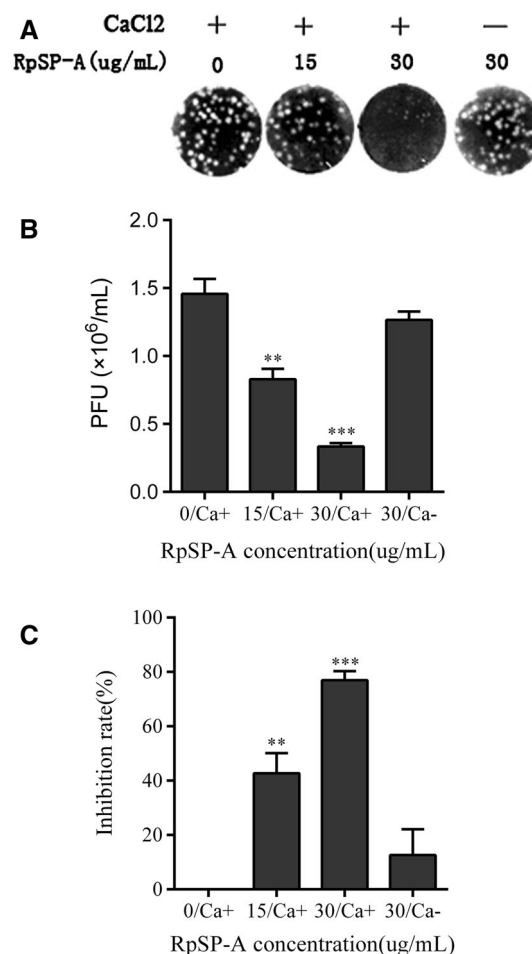 A
CaCl2 + + + —
RpSP-A(ug/mL) 0 15 30 30
B
2.0
1.5
1.0
0.5
0.0
PFU (×10⁶/mL)
** ***
0/Ca+ 15/Ca+ 30/Ca+ 30/Ca-
RpSP-A concentration(ug/mL)
C
100
80
60
40
20
0
Inhibition rate(%)
** ***
0/Ca+ 15/Ca+ 30/Ca+ 30/Ca-
RpSP-A concentration(ug/mL)